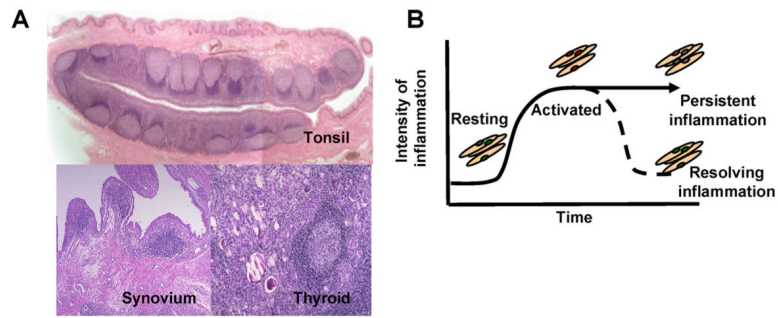 A
Tonsil
Synovium
Thyroid
B
Intensity of
inflammation
Resting
Activated
Persistent
inflammation
Resolving
inflammation
Time